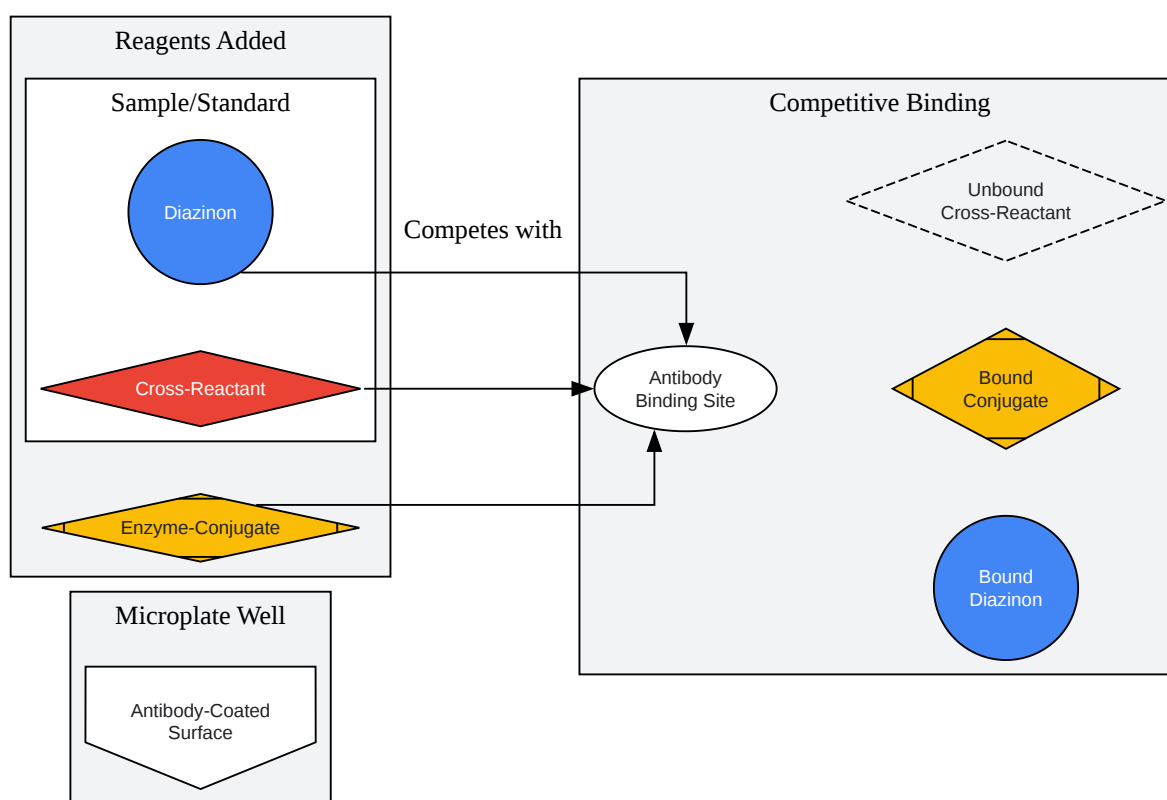 Reagents Added
Sample/Standard
Diazinon
Cross-Reactant
Enzyme-Conjugate
Microplate Well
Antibody-Coated
Surface
Competes with
Competitive Binding
Antibody
Binding Site
Unbound
Cross-Reactant
Bound
Conjugate
Bound
Diazinon